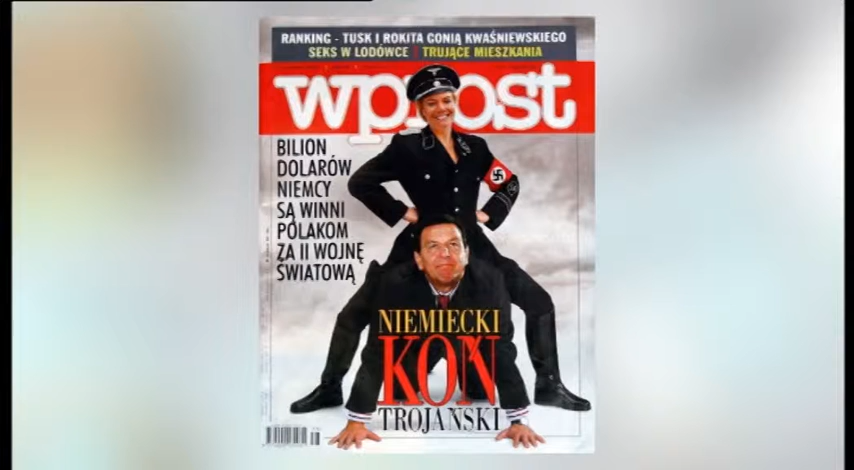 RANKING - TUSK I ROKITA GONIĄ KWAŚNIEWSKIEGO
SEKS W LODÓWCE | TRUJĄCE MIESZKANIA
wprost
BILION
DOLARÓW
NIEMCY
SĄ WINNI
POLAKOM
ZA II WOJNĘ
ŚWIATOWĄ
NIEMIECKI
KOŃ
TROJAŃSKI